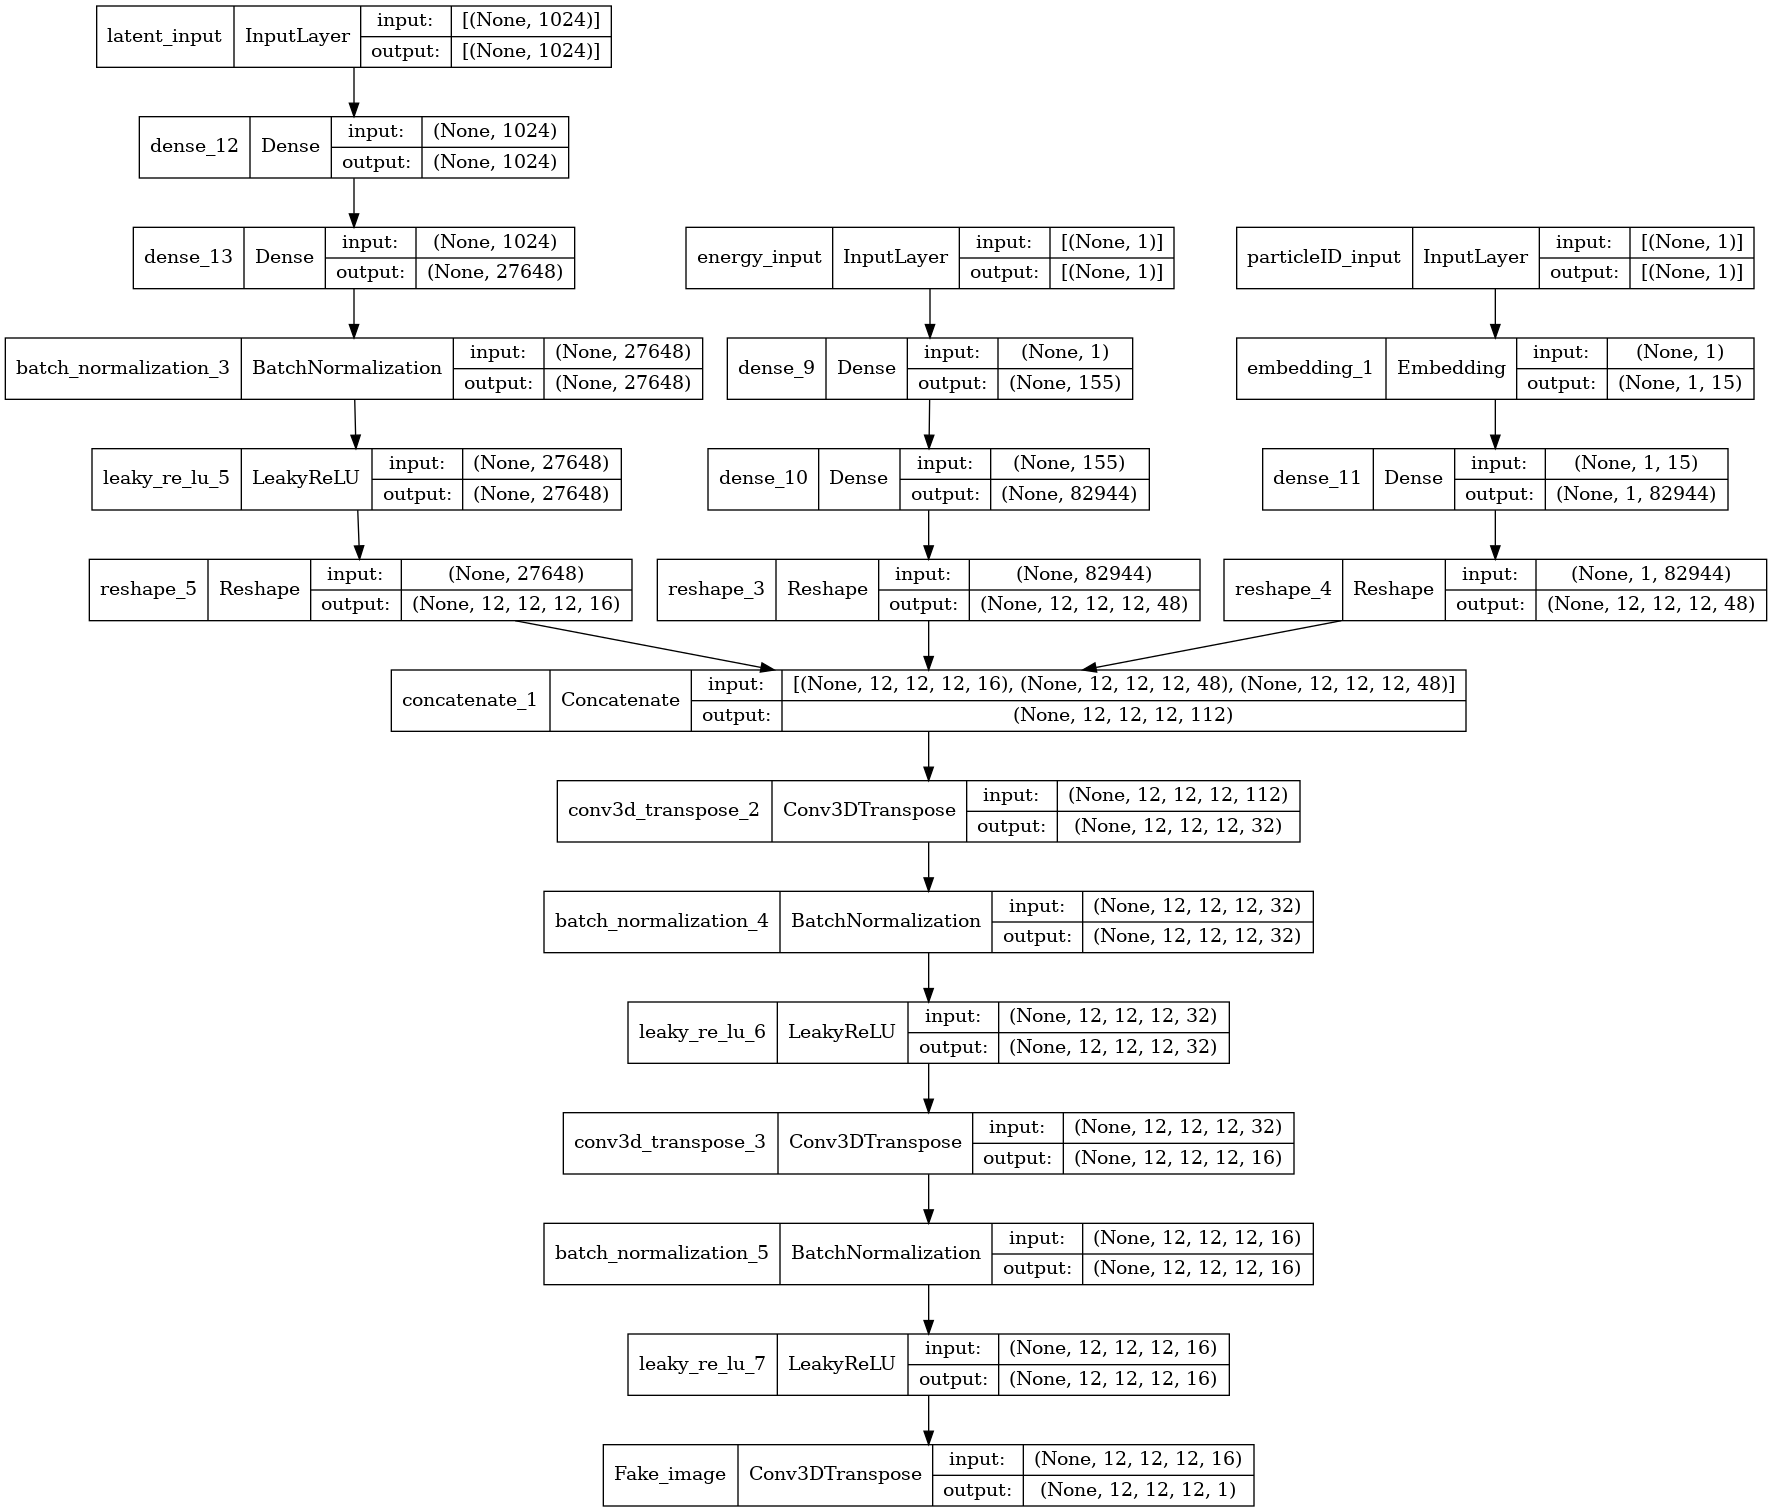 latent_input InputLayer input: [(None, 1024)]
output: [(None, 1024)]
dense_12 Dense input: (None, 1024)
output: (None, 1024)
dense_13 Dense input: (None, 1024)
output: (None, 27648)
energy_input InputLayer input: [(None, 1)]
output: [(None, 1)]
particleID_input InputLayer input: [(None, 1)]
output: [(None, 1)]
batch_normalization_3 BatchNormalization input: (None, 27648)
output: (None, 27648)
dense_9 Dense input: (None, 1)
output: (None, 155)
embedding_1 Embedding input: (None, 1)
output: (None, 1, 15)
leaky_re_lu_5 LeakyReLU input: (None, 27648)
output: (None, 27648)
dense_10 Dense input: (None, 155)
output: (None, 82944)
dense_11 Dense input: (None, 1, 15)
output: (None, 1, 82944)
reshape_5 Reshape input: (None, 27648)
output: (None, 12, 12, 12, 16)
reshape_3 Reshape input: (None, 82944)
output: (None, 12, 12, 12, 48)
reshape_4 Reshape input: (None, 1, 82944)
output: (None, 12, 12, 12, 48)
concatenate_1 Concatenate input: [(None, 12, 12, 12, 16), (None, 12, 12, 12, 48), (None, 12, 12, 12, 48)]
output: (None, 12, 12, 12, 112)
conv3d_transpose_2 Conv3DTranspose input: (None, 12, 12, 12, 112)
output: (None, 12, 12, 12, 32)
batch_normalization_4 BatchNormalization input: (None, 12, 12, 12, 32)
output: (None, 12, 12, 12, 32)
leaky_re_lu_6 LeakyReLU input: (None, 12, 12, 12, 32)
output: (None, 12, 12, 12, 32)
conv3d_transpose_3 Conv3DTranspose input: (None, 12, 12, 12, 32)
output: (None, 12, 12, 12, 16)
batch_normalization_5 BatchNormalization input: (None, 12, 12, 12, 16)
output: (None, 12, 12, 12, 16)
leaky_re_lu_7 LeakyReLU input: (None, 12, 12, 12, 16)
output: (None, 12, 12, 12, 16)
Fake_image Conv3DTranspose input: (None, 12, 12, 12, 16)
output: (None, 12, 12, 12, 1)